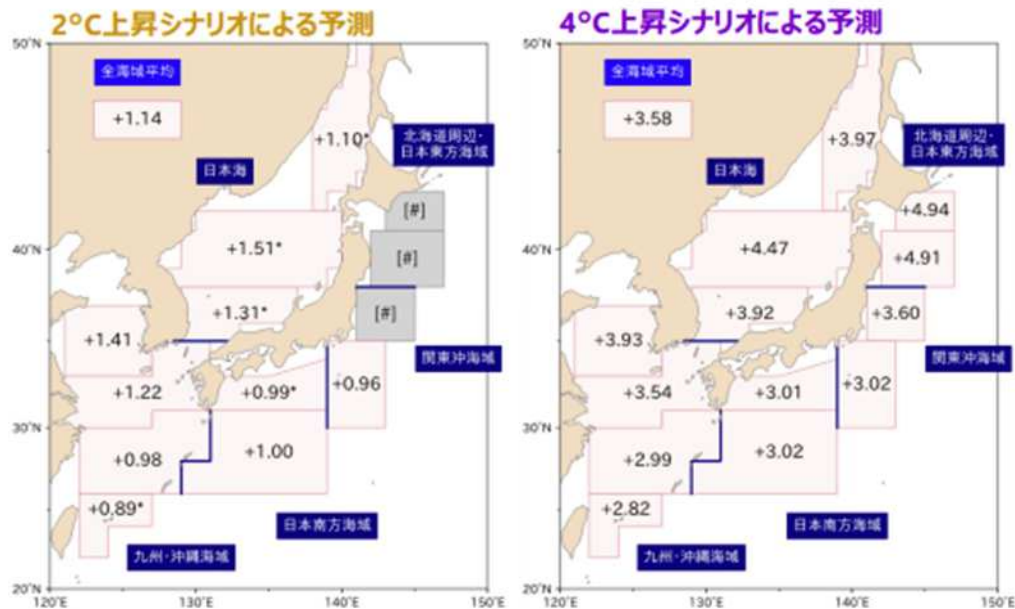 2°C上昇シナリオによる予測
50°N
全海域平均
+1.14
+1.10*
北海道周辺・
日本東方海域
日本海
[#]
40°N
+1.51*
[#]
+1.31*
[#]
+1.41
関東沖海域
+1.22
+0.99*
+0.96
30°N
+0.98
+1.00
+0.89*
日本南方海域
九州・沖縄海域
20°N
120°E
130°E
140°E
150°E
4°C上昇シナリオによる予測
50°N
全海域平均
+3.58
+3.97
北海道周辺・
日本東方海域
日本海
+4.94
40°N
+4.47
+4.91
+3.92
+3.60
+3.93
関東沖海域
+3.54
+3.01
+3.02
30°N
+2.99
+3.02
+2.82
日本南方海域
九州・沖縄海域
20°N
120°E
130°E
140°E
150°E